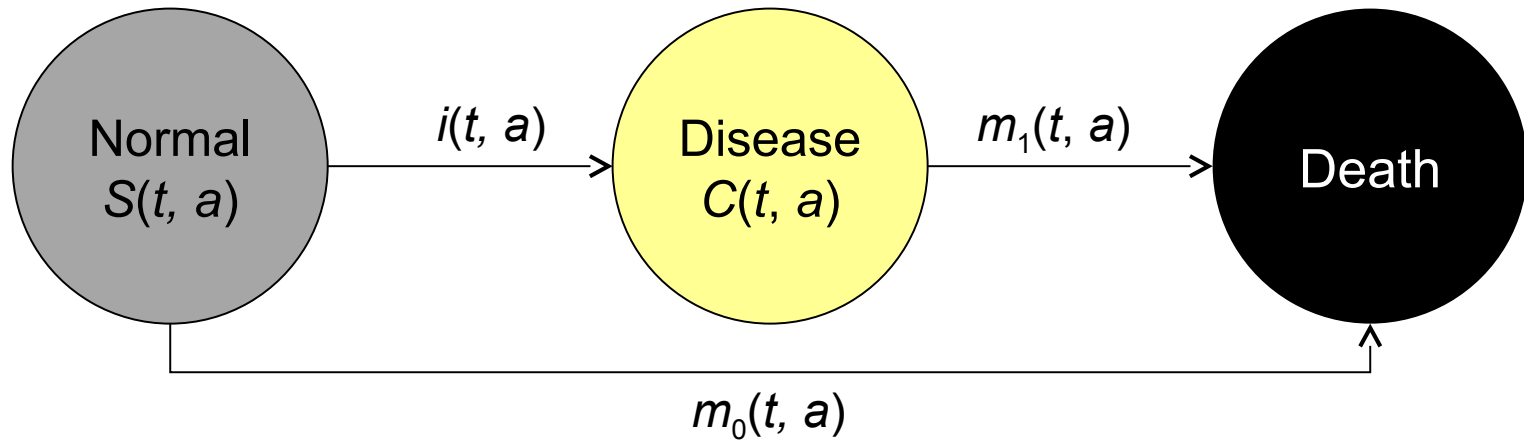 Normal
S(t, a)
i(t, a)
Disease
C(t, a)
m₁(t, a)
Death
m₀(t, a)